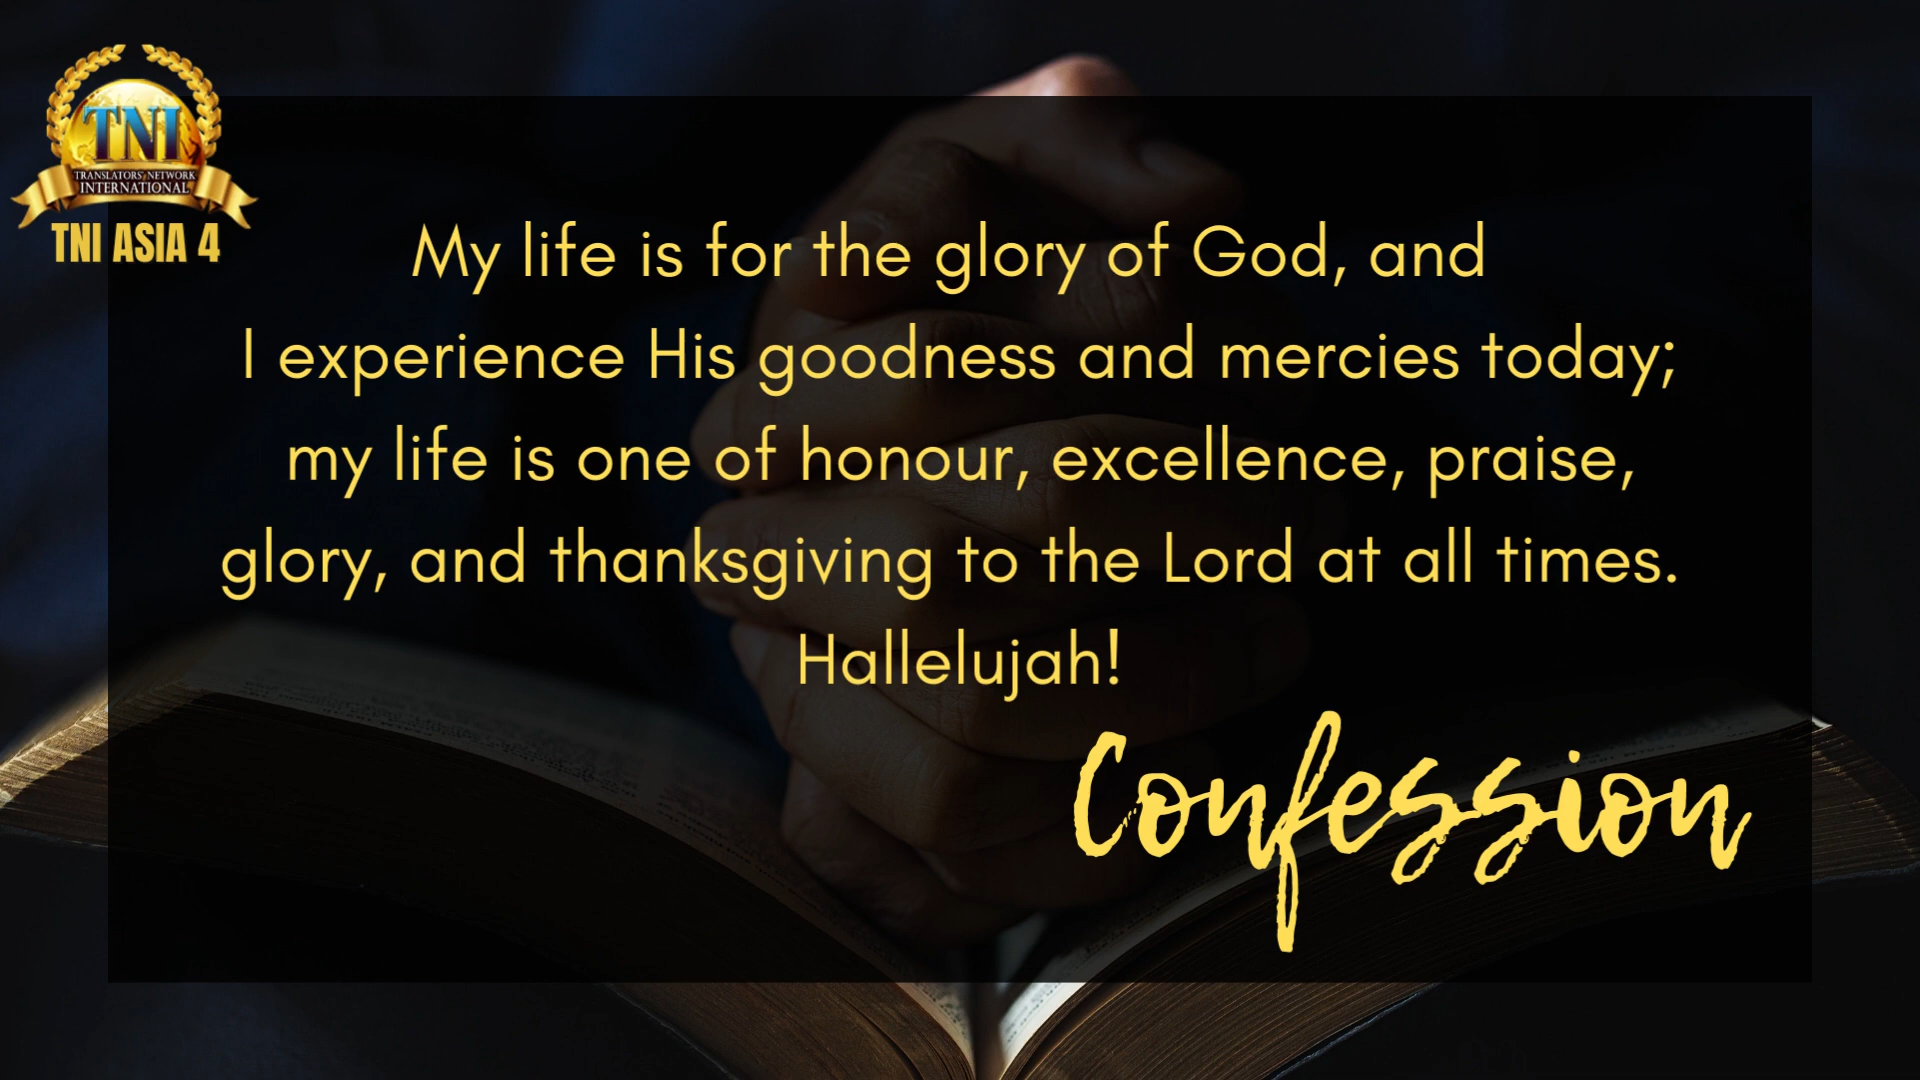 TNI
TRANSLATORS' NETWORK
INTERNATIONAL
TNI ASIA 4
My life is for the glory of God, and
I experience His goodness and mercies today;
my life is one of honour, excellence, praise,
glory, and thanksgiving to the Lord at all times.
Hallelujah!
Confession